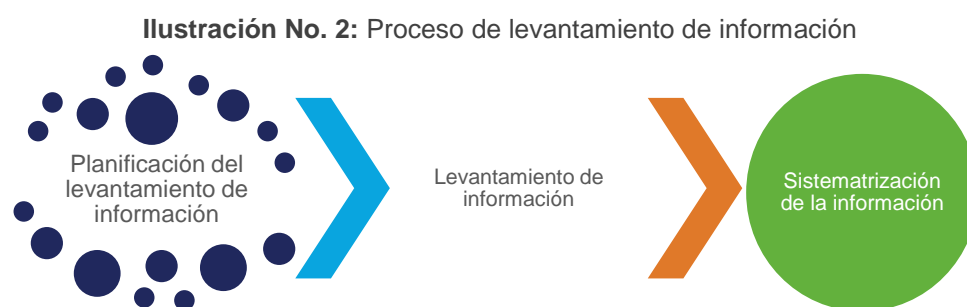 Ilustración No. 2: Proceso de levantamiento de información
Planificación del
levantamiento de
información
Levantamiento de
información
Sistematrización
de la información